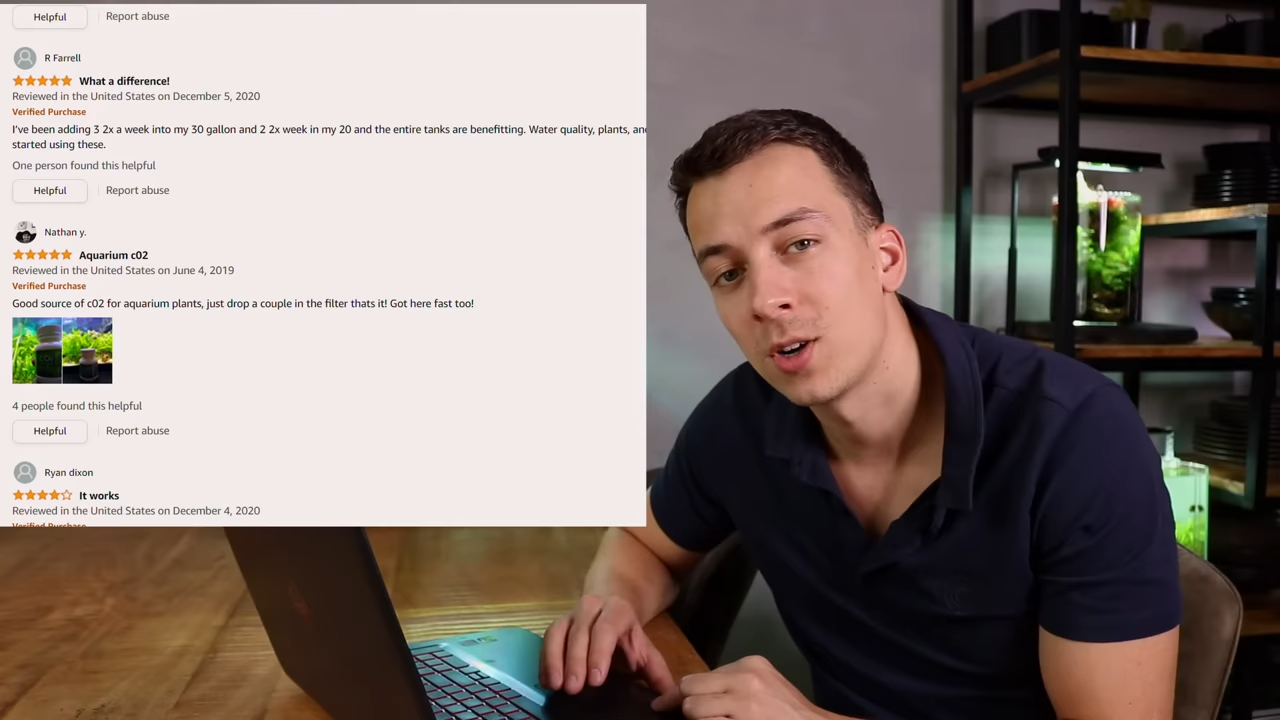 Helpful
Report abuse
R Farrell
What a difference!
Reviewed in the United States on December 5, 2020
Verified Purchase
I've been adding 3 2x a week into my 30 gallon and 2 2x week in my 20 and the entire tanks are benefitting. Water quality, plants, an
started using these.
One person found this helpful
Helpful
Report abuse
Nathan y.
Aquarium c02
Reviewed in the United States on June 4, 2019
Verified Purchase
Good source of c02 for aquarium plants, just drop a couple in the filter thats it! Got here fast too!
4 people found this helpful
Helpful
Report abuse
Ryan dixon
It works
Reviewed in the United States on December 4, 2020
Verified Purchase